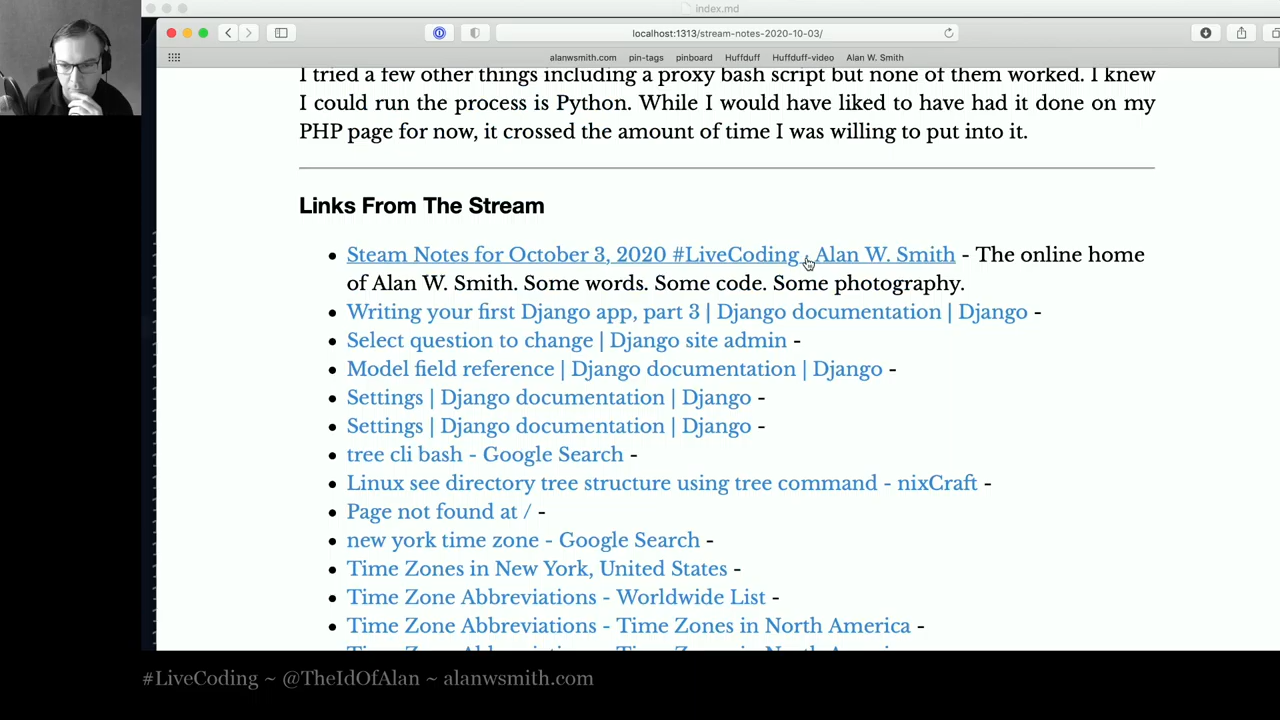 index.md
localhost:1313/stream-notes-2020-10-03/
alanwsmith.com pin-tags pinboard Huffduff Huffduff-video Alan W. Smith
I tried a few other things including a proxy bash script but none of them worked. I knew
I could run the process is Python. While I would have liked to have had it done on my
PHP page for now, it crossed the amount of time I was willing to put into it.
Links From The Stream
Steam Notes for October 3, 2020 #LiveCoding - Alan W. Smith - The online home
of Alan W. Smith. Some words. Some code. Some photography.
Writing your first Django app, part 3 | Django documentation | Django -
Select question to change | Django site admin -
Model field reference | Django documentation | Django -
Settings | Django documentation | Django -
Settings | Django documentation | Django -
tree cli bash - Google Search -
Linux see directory tree structure using tree command - nixCraft -
Page not found at / -
new york time zone - Google Search -
Time Zones in New York, United States -
Time Zone Abbreviations - Worldwide List -
Time Zone Abbreviations - Time Zones in North America -
#LiveCoding ~ @TheIdOfAlan ~ alanwsmith.com